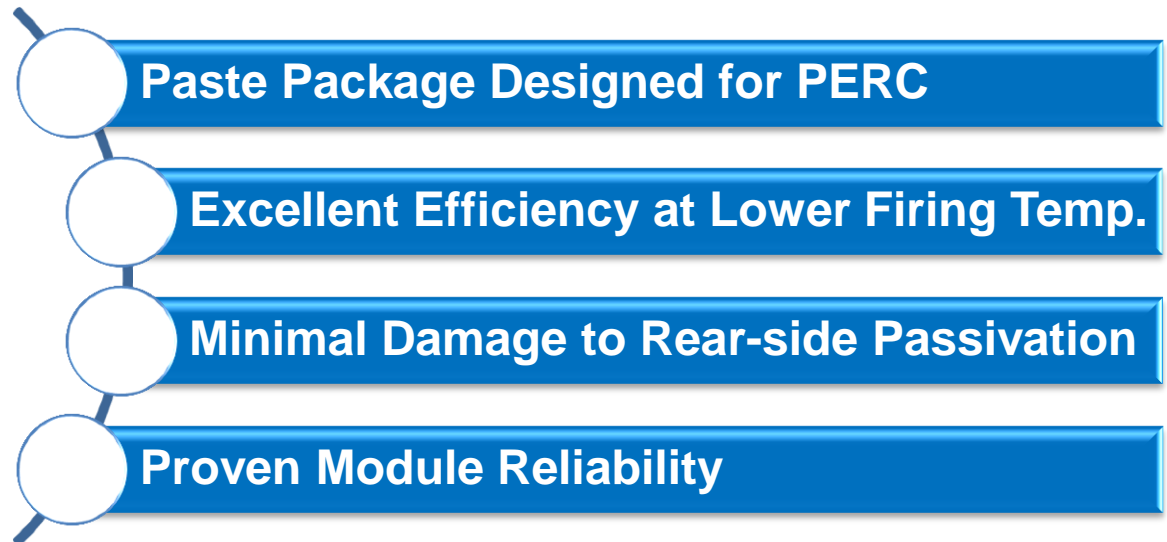 Paste Package Designed for PERC
Excellent Efficiency at Lower Firing Temp.
Minimal Damage to Rear-side Passivation
Proven Module Reliability